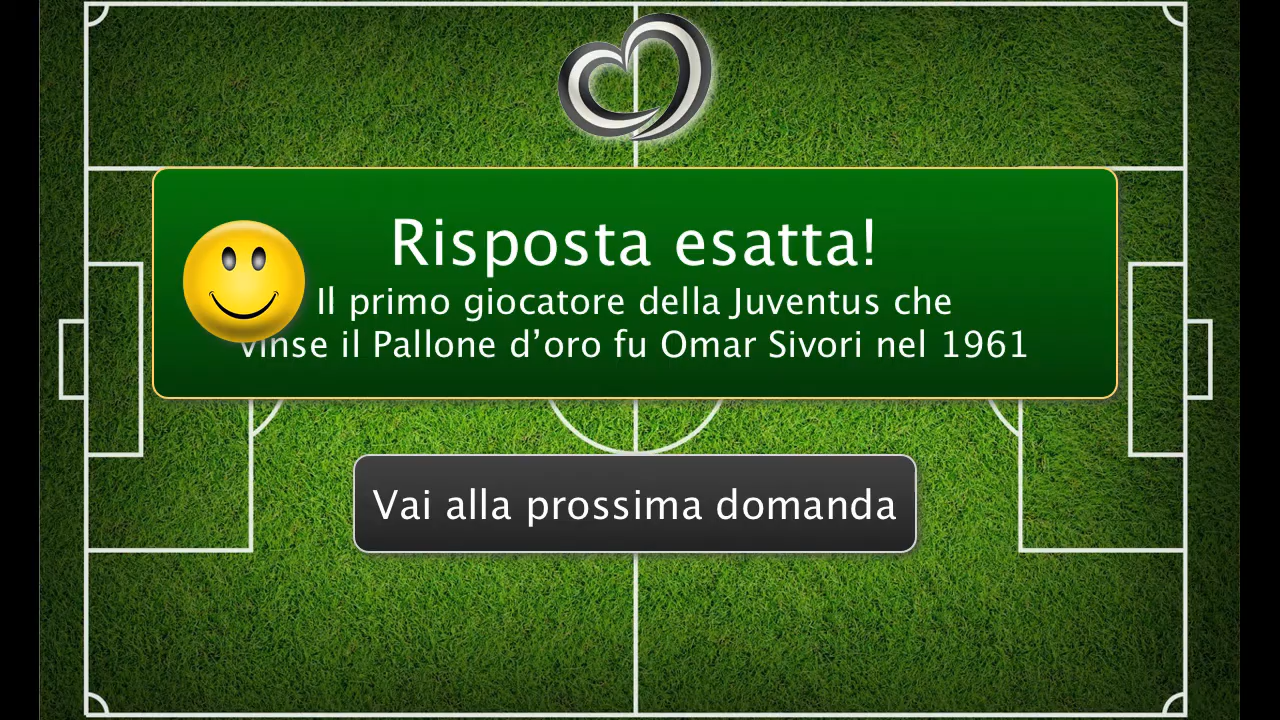 Risposta esatta!
Il primo giocatore della Juventus che
vinse il Pallone d’oro fu Omar Sivori nel 1961
Vai alla prossima domanda